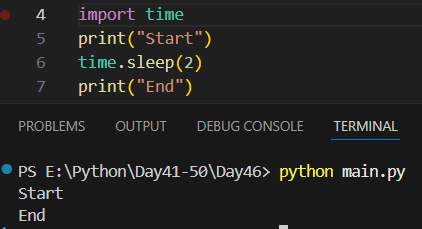 4 import time
5 print("Start")
6 time.sleep(2)
7 print("End")
PROBLEMS OUTPUT DEBUG CONSOLE TERMINAL
PS E:\Python\Day41-50\Day46> python main.py
Start
End